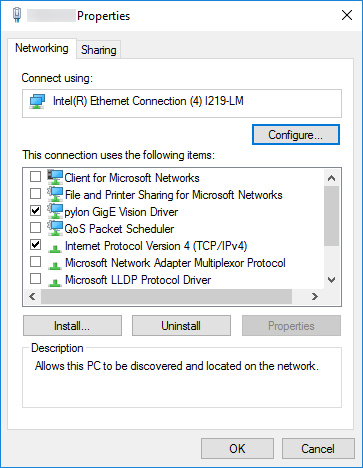 Properties
Networking Sharing
Connect using:
Intel(R) Ethernet Connection (4) I219-LM
Configure...
This connection uses the following items:
Client for Microsoft Networks
File and Printer Sharing for Microsoft Networks
pylon GigE Vision Driver
QoS Packet Scheduler
Internet Protocol Version 4 (TCP/IPv4)
Microsoft Network Adapter Multiplexor Protocol
Microsoft LLDP Protocol Driver
Install... Uninstall Properties
Description
Allows this PC to be discovered and located on the network.
OK Cancel